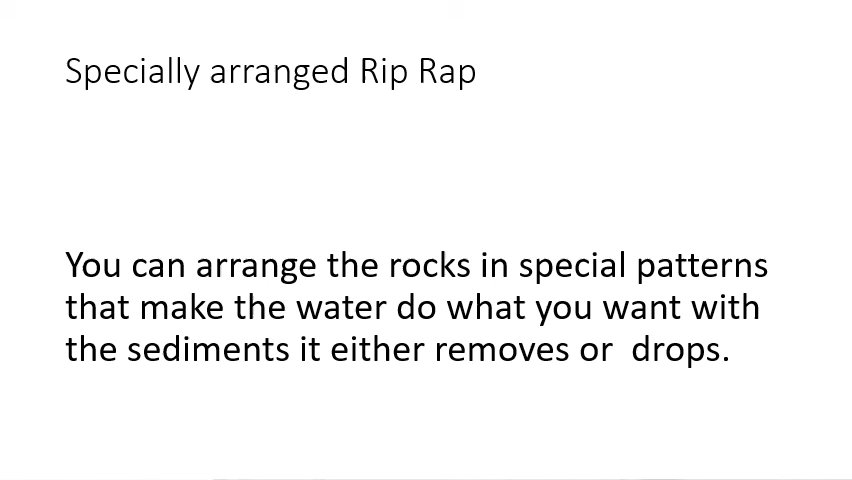 Specially arranged Rip Rap
You can arrange the rocks in special patterns
that make the water do what you want with
the sediments it either removes or  drops.